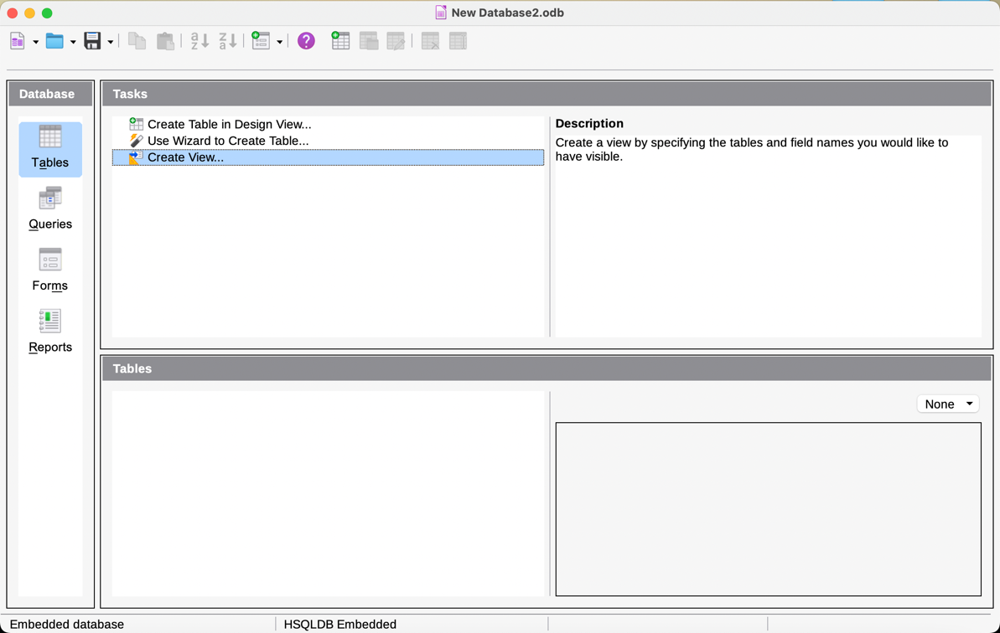 New Database2.odb
Database
Tasks
Tables
Queries
Forms
Reports
Create Table in Design View...
Use Wizard to Create Table...
Create View...
Description
Create a view by specifying the tables and field names you would like to
have visible.
Tables
None
Embedded database
HSQLDB Embedded